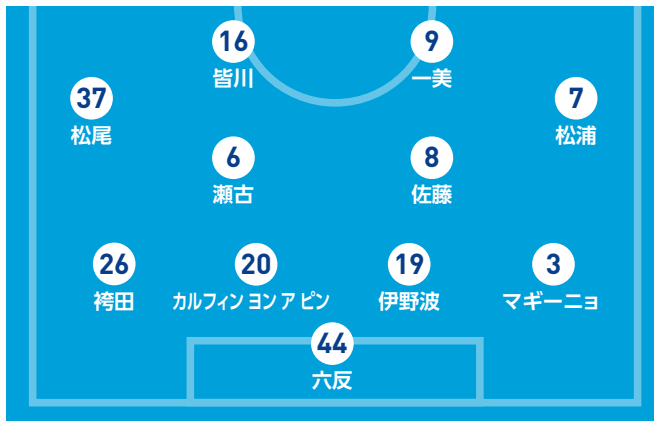 16
皆川
9
一美
37
松尾
7
松浦
6
瀬古
8
佐藤
26
袴田
20
カルフィン ヨン ア ピン
19
伊野波
3
マギーニョ
44
六反